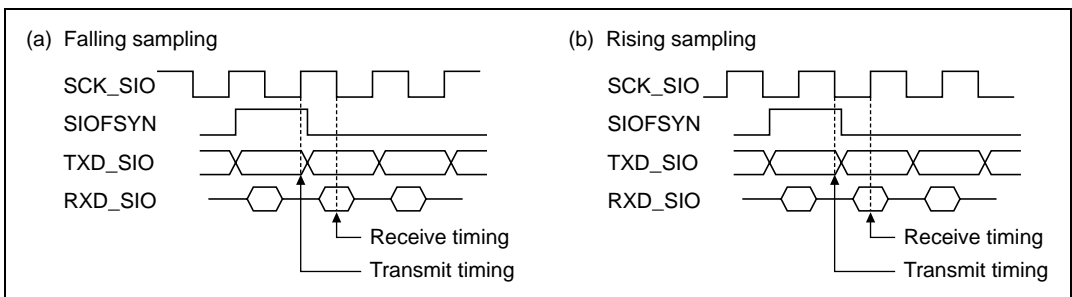 (a) Falling sampling
SCK_SIO
SIOFSYN
TXD_SIO
RXD_SIO
Receive timing
Transmit timing
(b) Rising sampling
SCK_SIO
SIOFSYN
TXD_SIO
RXD_SIO
Receive timing
Transmit timing